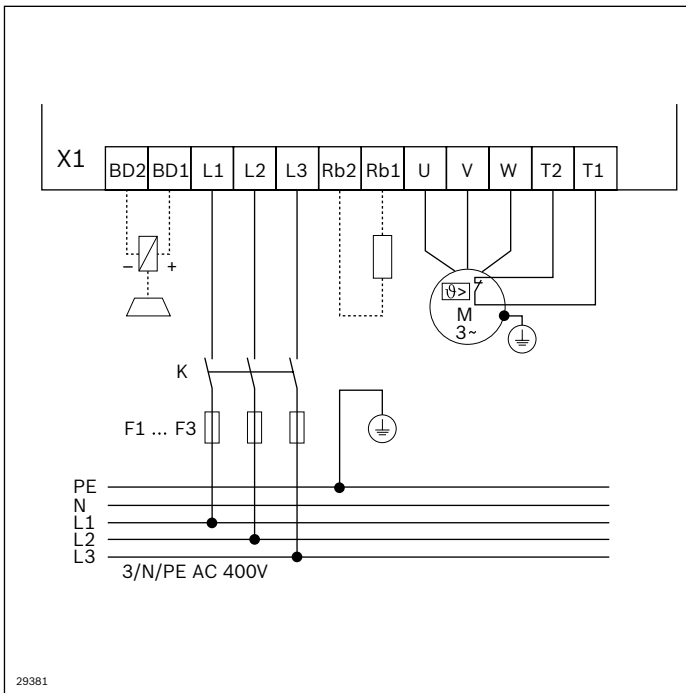 X1
BD2 BD1 L1 L2 L3 Rb2 Rb1 U V W T2 T1
− +
ϑ>
M
3~
K
F1 ... F3
PE
N
L1
L2
L3
3/N/PE AC 400V
29381